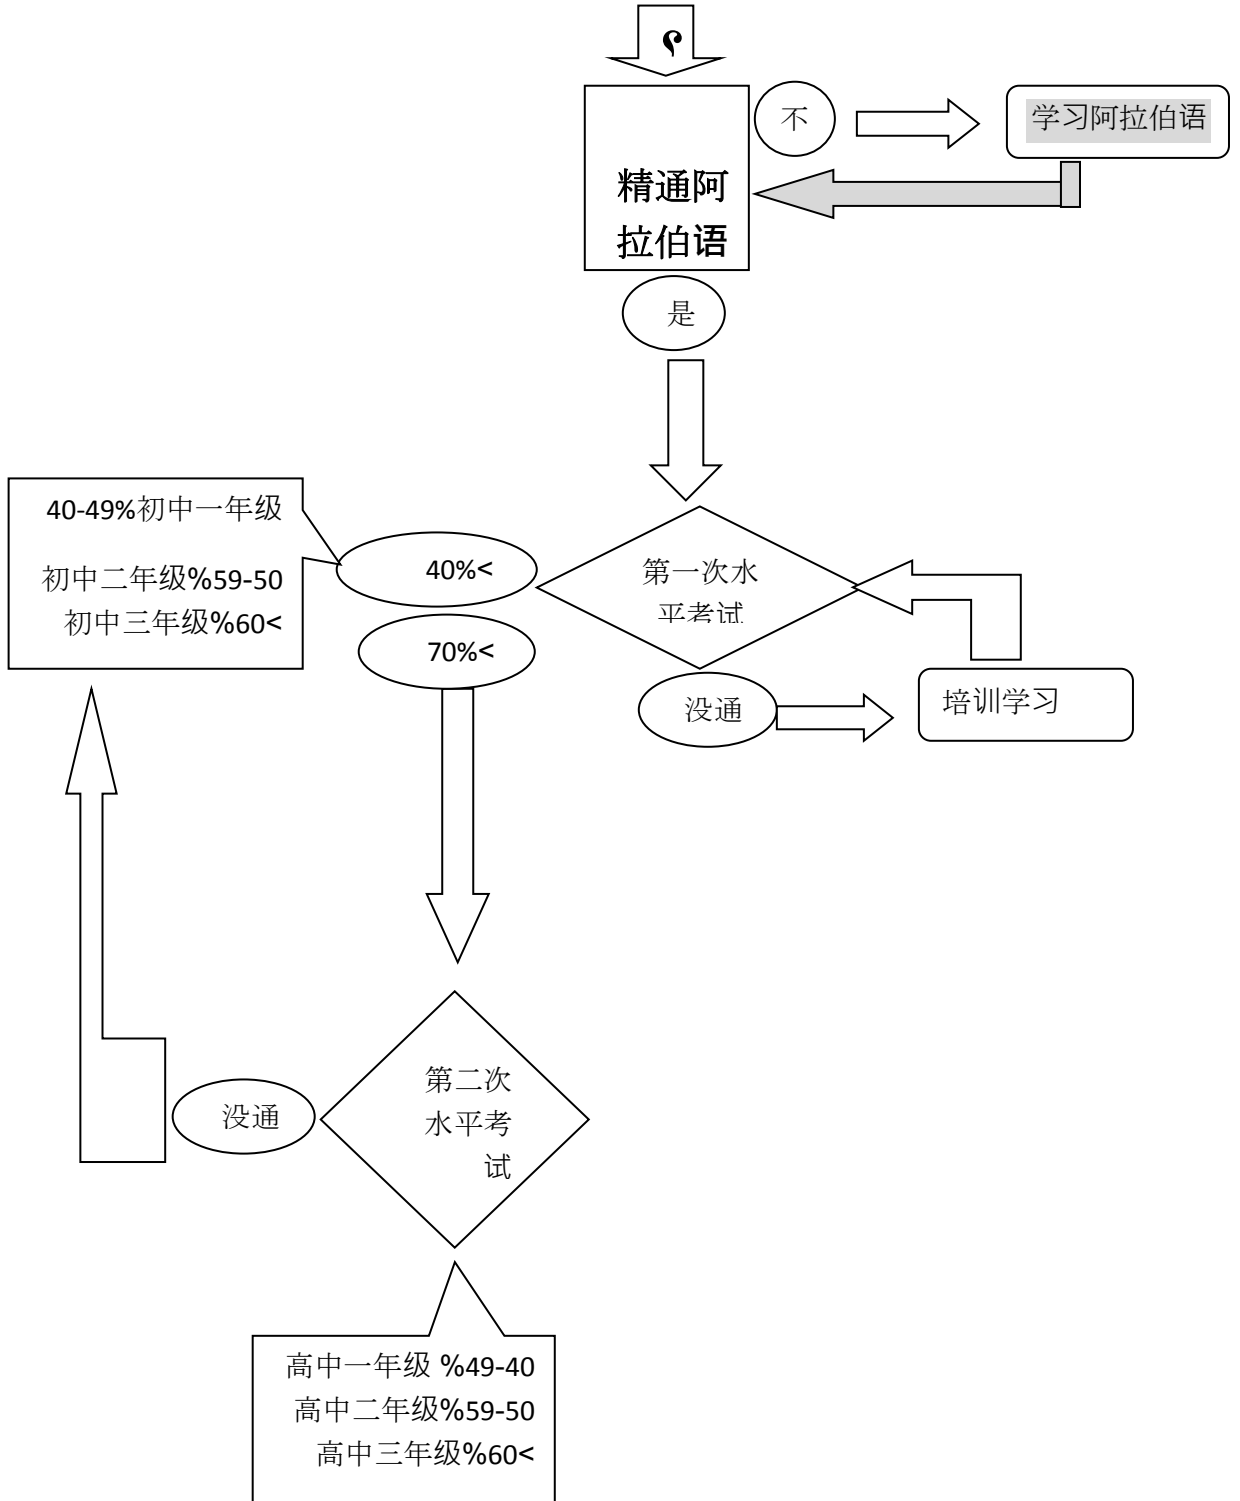 ؟
不
学习阿拉伯语
精通阿
拉伯语
是
40-49%初中一年级
初中二年级%59-50
初中三年级%60<
40%<
70%<
第一次水
平考试
没通
培训学习
第二次
水平考
试
没通
高中一年级 %49-40
高中二年级%59-50
高中三年级%60<